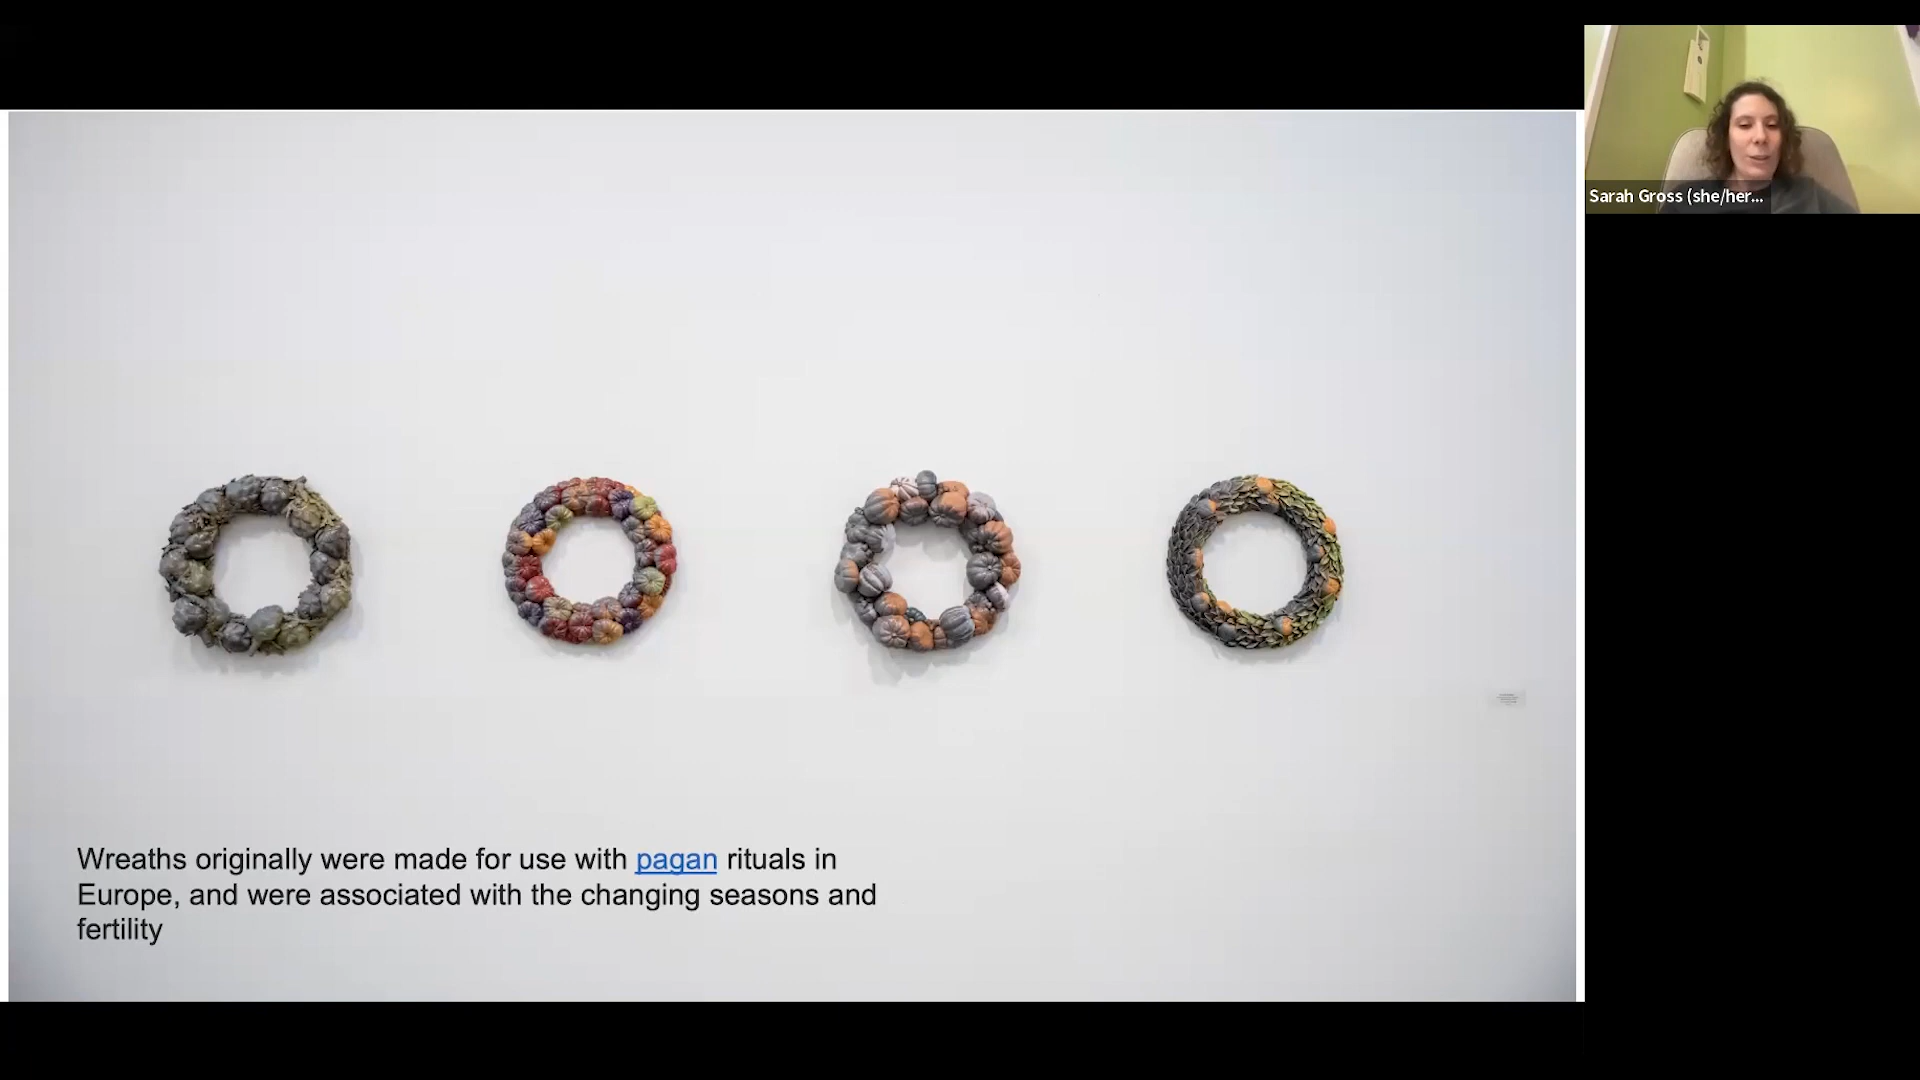 Sarah Gross (she/her...
Wreaths originally were made for use with pagan rituals in
Europe, and were associated with the changing seasons and
fertility